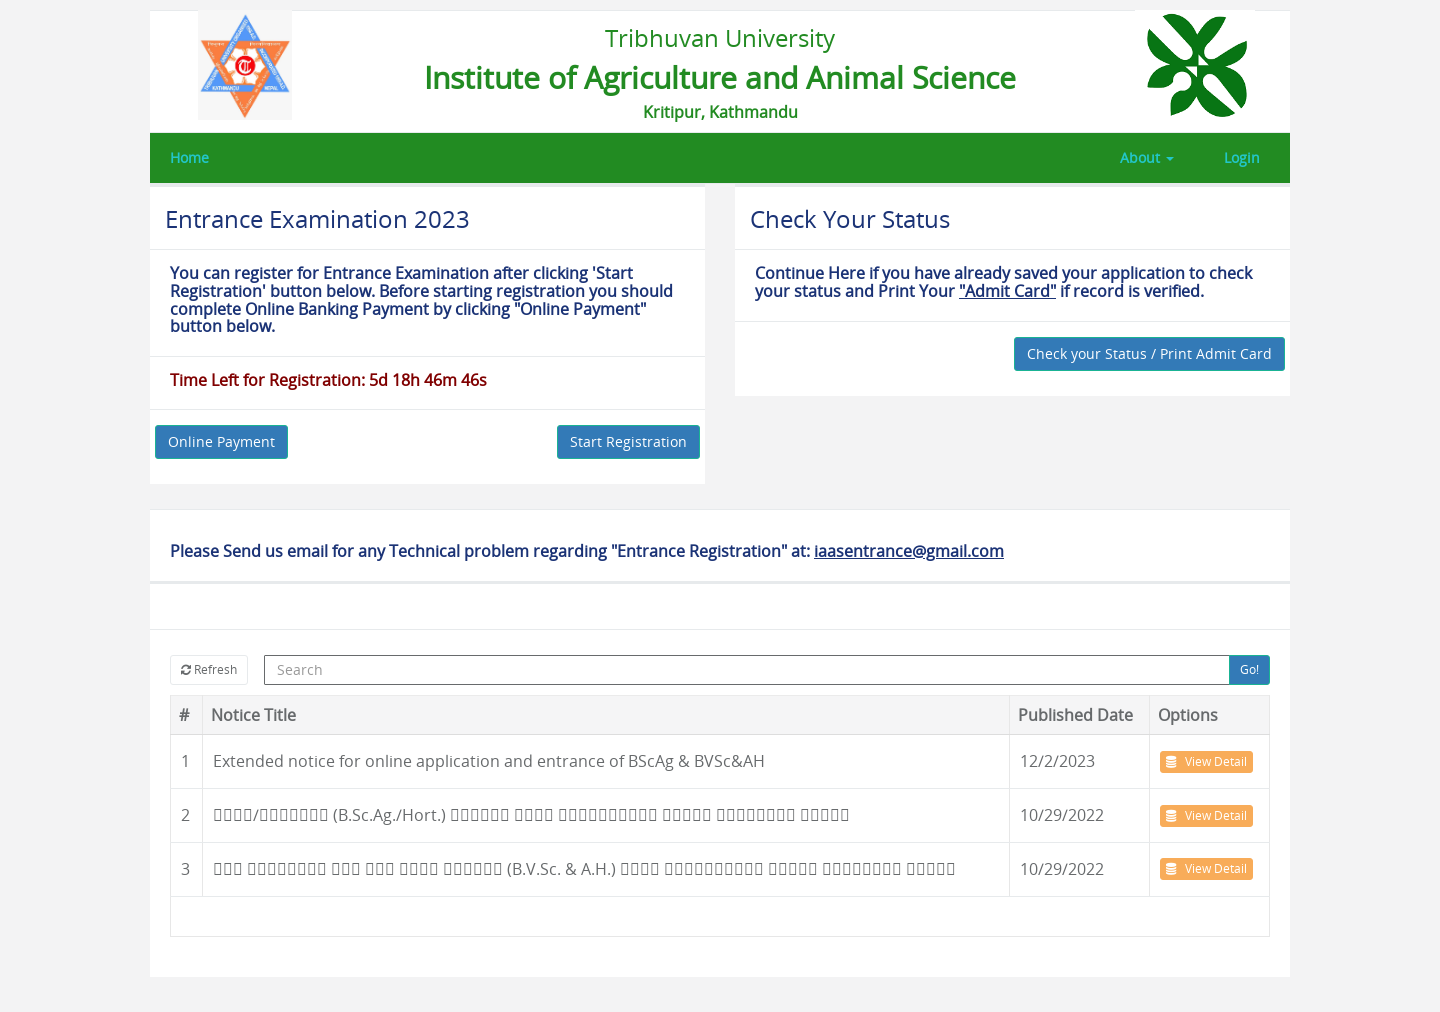 Tribhuvan University
Institute of Agriculture and Animal Science
Kritipur, Kathmandu
Home
About
Login
Entrance Examination 2023
You can register for Entrance Examination after clicking 'Start
Registration' button below. Before starting registration you should
complete Online Banking Payment by clicking "Online Payment"
button below.
Time Left for Registration: 5d 18h 46m 46s
Online Payment
Start Registration
Check Your Status
Continue Here if you have already saved your application to check
your status and Print Your "Admit Card" if record is verified.
Check your Status / Print Admit Card
Please Send us email for any Technical problem regarding "Entrance Registration" at: iaasentrance@gmail.com
Refresh
Search
Go!
# Notice Title Published Date Options
1 Extended notice for online application and entrance of BScAg & BVSc&AH 12/2/2023 View Detail
2 / (B.Sc.Ag./Hort.) 10/29/2022 View Detail
3 (B.V.Sc. & A.H.) 10/29/2022 View Detail